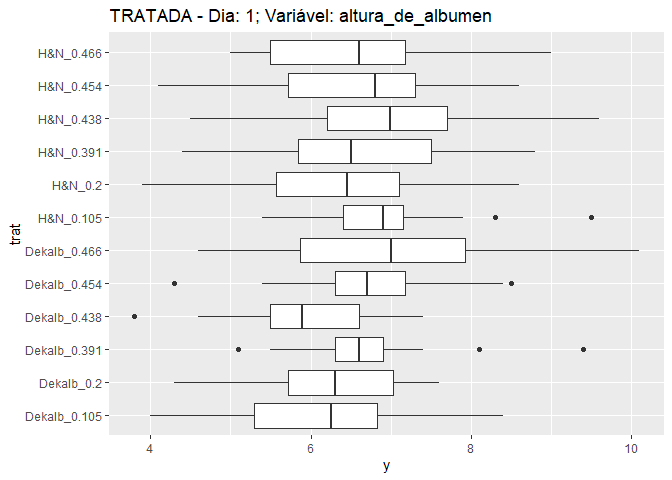 TRATADA - Dia: 1; Variável: altura_de_albumen
H&N_0.466
H&N_0.454
H&N_0.438
H&N_0.391
H&N_0.2
H&N_0.105
trat
Dekalb_0.466
Dekalb_0.454
Dekalb_0.438
Dekalb_0.391
Dekalb_0.2
Dekalb_0.105
4 6 8 10
y